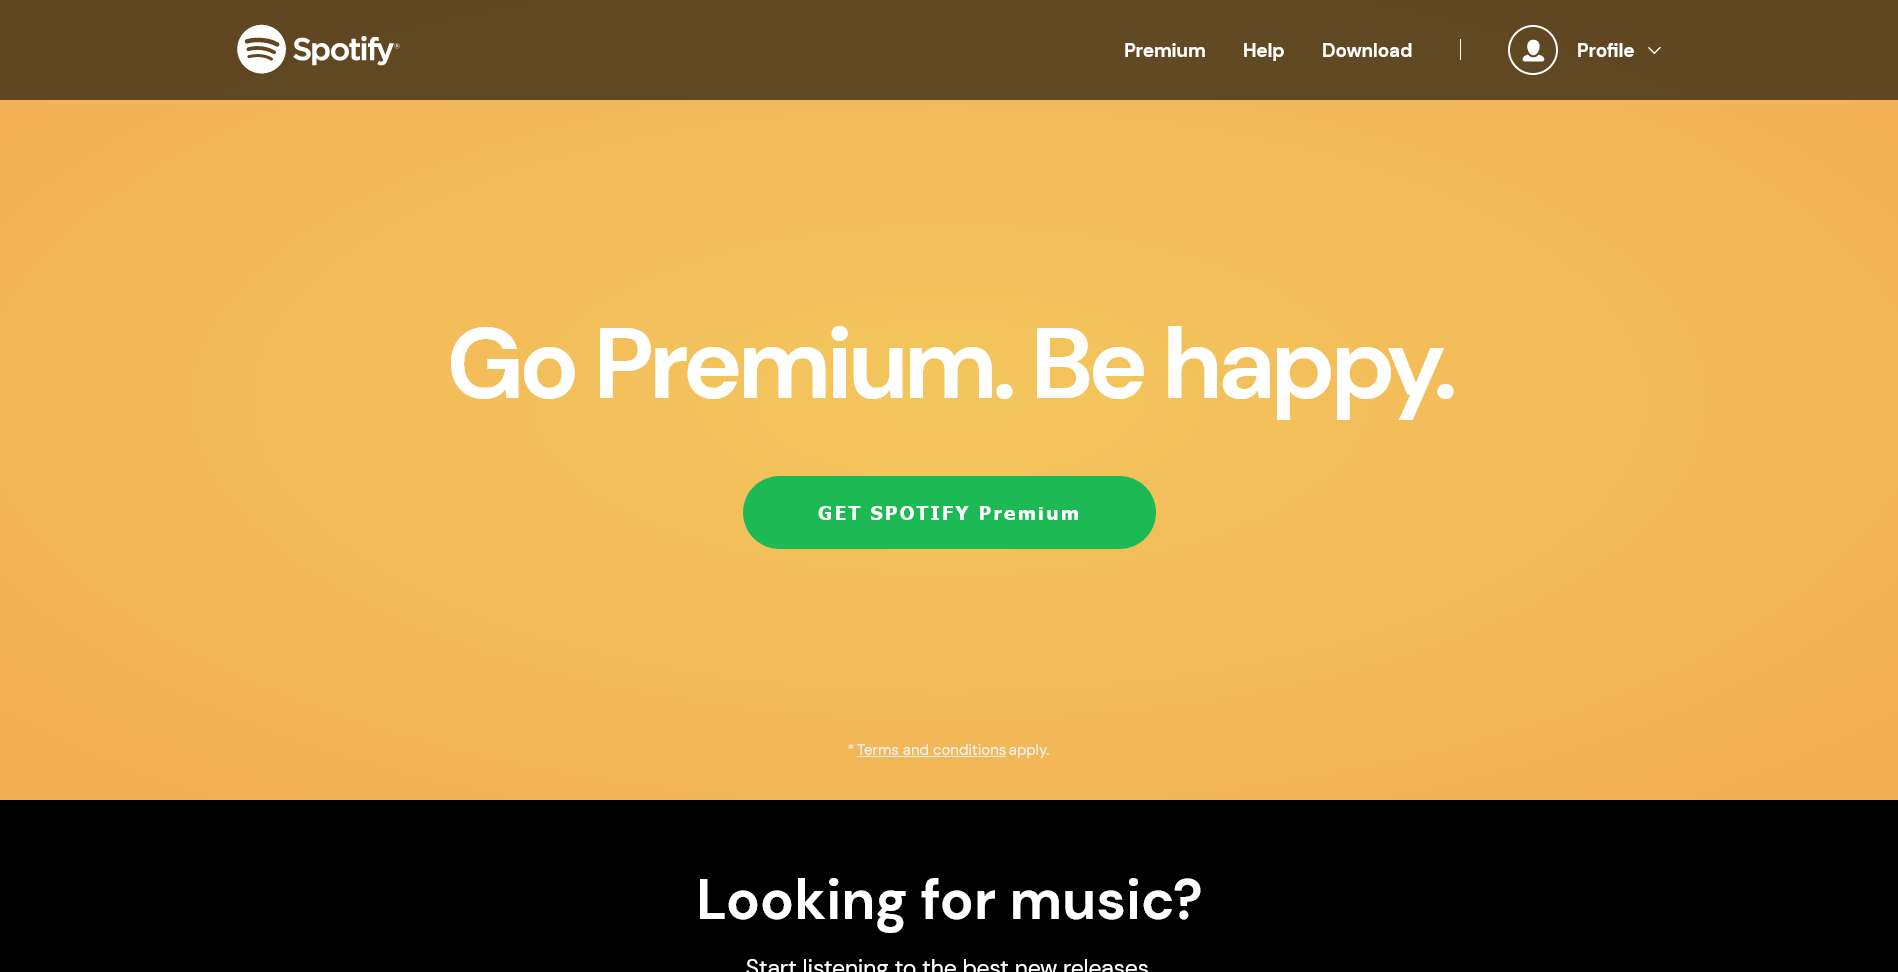 Spotify®
Premium
Help
Download
Profile
Go Premium. Be happy.
GET SPOTIFY Premium
* Terms and conditions apply.
Looking for music?
Start listening to the best new releases.